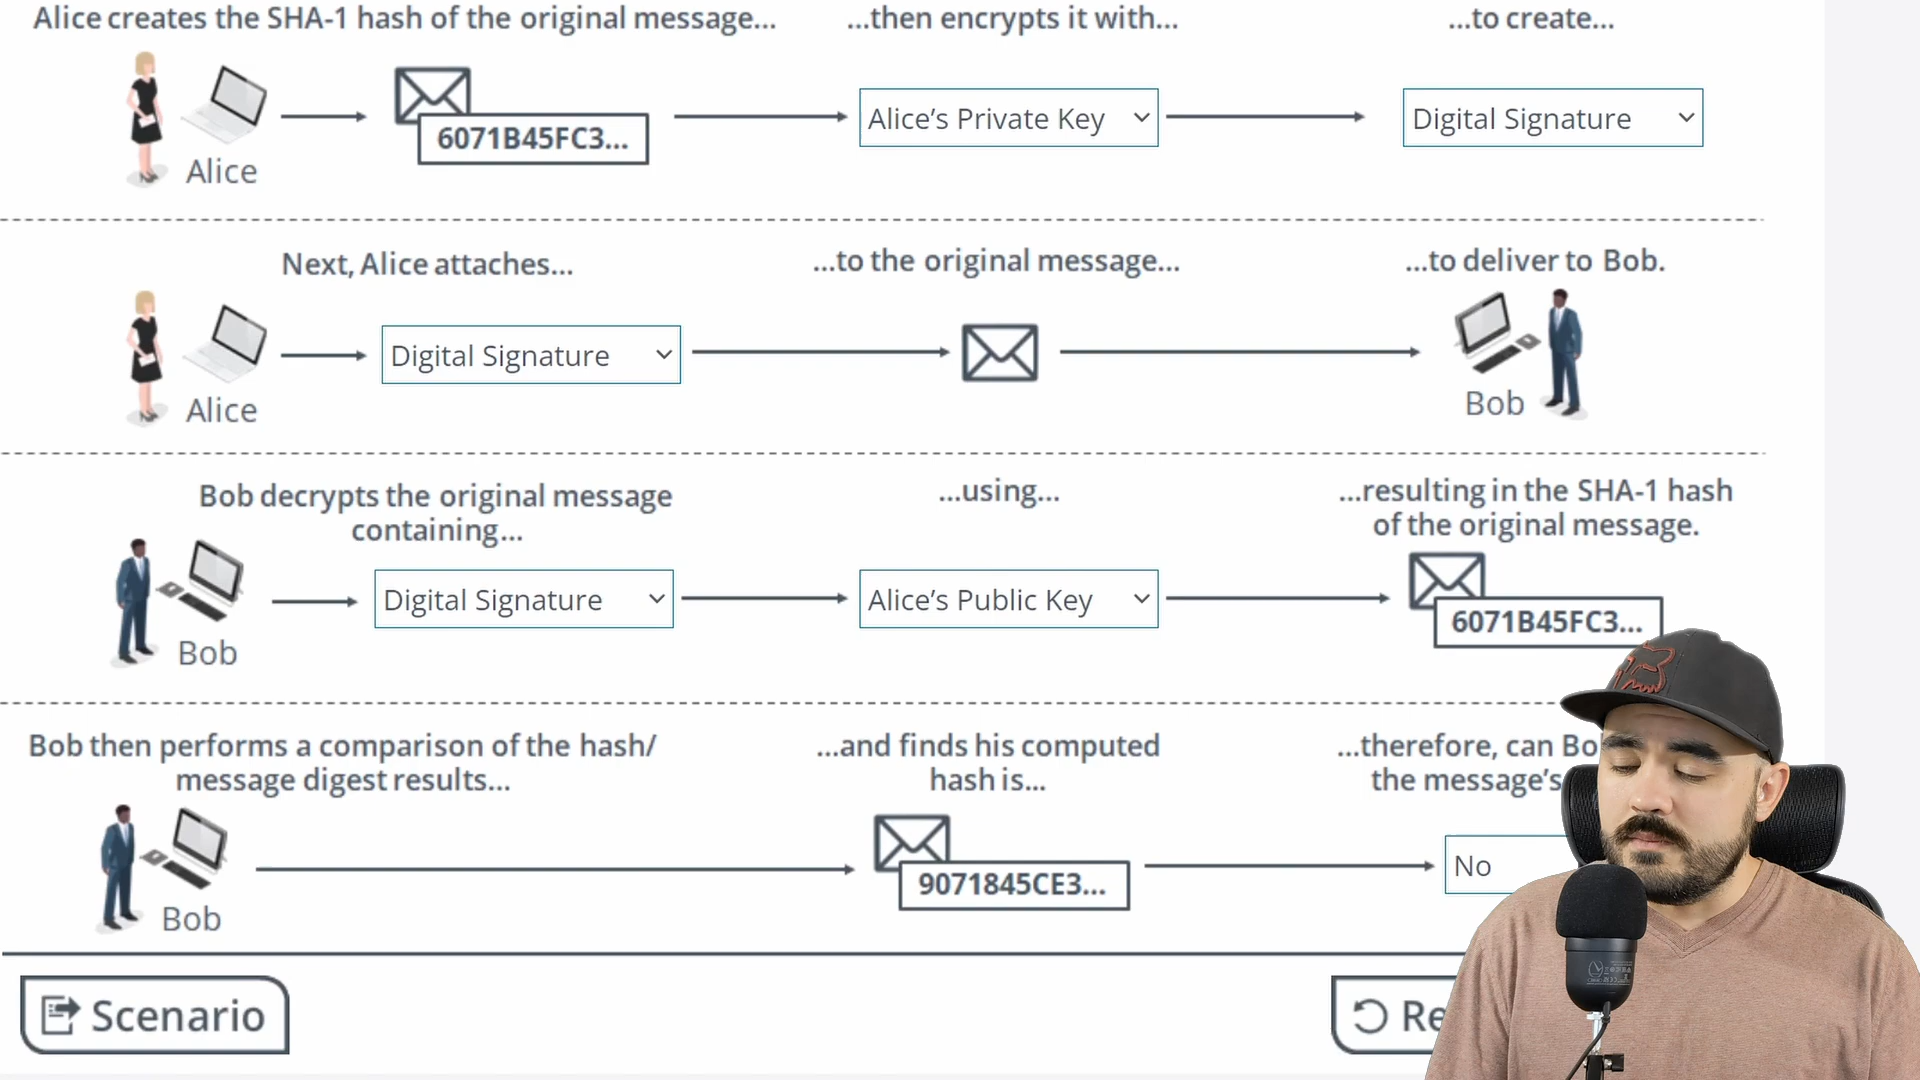 Alice creates the SHA-1 hash of the original message...
...then encrypts it with...
...to create...
6071B45FC3...
Alice's Private Key
Digital Signature
Alice
Next, Alice attaches...
...to the original message...
...to deliver to Bob.
Digital Signature
Alice
Bob
Bob decrypts the original message
containing...
...using...
...resulting in the SHA-1 hash
of the original message.
Digital Signature
Alice's Public Key
6071B45FC3...
Bob
Bob then performs a comparison of the hash/
message digest results...
...and finds his computed
hash is...
...therefore, can Bo
the message's
9071845CE3...
No
Bob
Scenario
Re